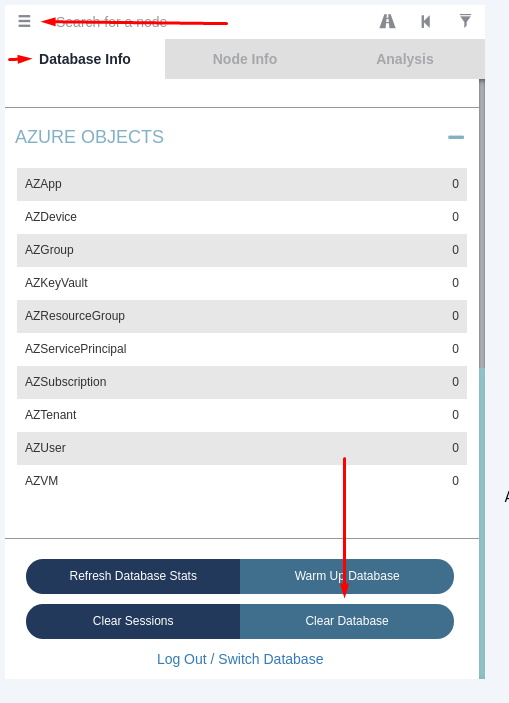 Search for a node
Database Info Node Info Analysis
AZURE OBJECTS
AZApp 0
AZDevice 0
AZGroup 0
AZKeyVault 0
AZResourceGroup 0
AZServicePrincipal 0
AZSubscription 0
AZTenant 0
AZUser 0
AZVM 0
Refresh Database Stats Warm Up Database
Clear Sessions Clear Database
Log Out / Switch Database